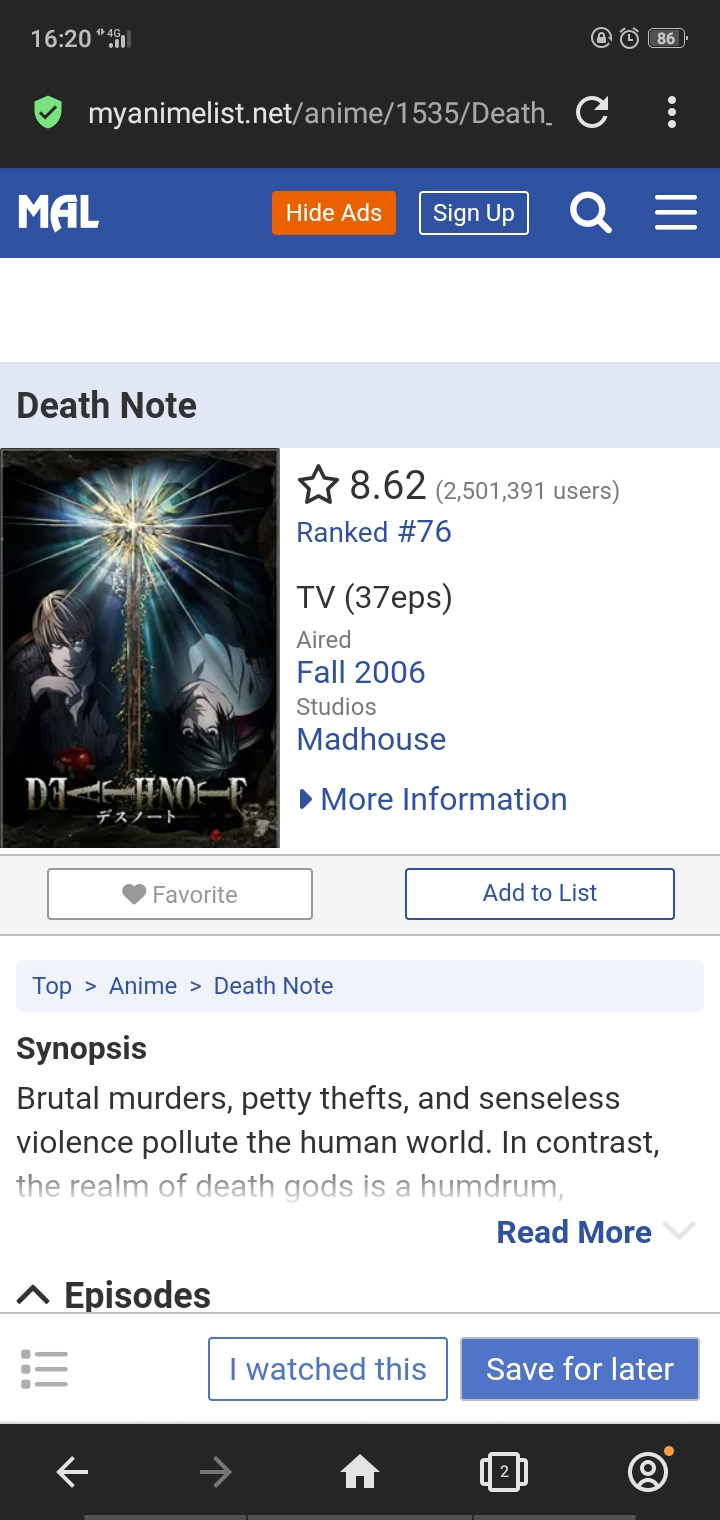 16:20 4G 86
myanimelist.net/anime/1535/Death_
MAL Hide Ads Sign Up
Death Note
8.62 (2,501,391 users)
Ranked #76
TV (37eps)
Aired
Fall 2006
Studios
Madhouse
More Information
DEATH NOTE
デスノート
Favorite Add to List
Top > Anime > Death Note
Synopsis
Brutal murders, petty thefts, and senseless
violence pollute the human world. In contrast,
the realm of death gods is a humdrum,
Read More
Episodes
I watched this Save for later
2